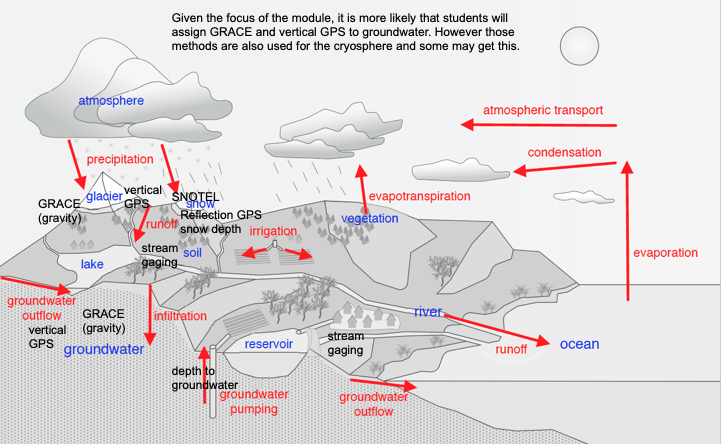 Given the focus of the module, it is more likely that students will
assign GRACE and vertical GPS to groundwater. However those
methods are also used for the cryosphere and some may get this.
atmosphere
atmospheric transport
precipitation
condensation
glacier
vertical
GPS
SNOTEL
snow
evapotranspiration
GRACE
(gravity)
Reflection GPS
snow depth
runoff
irrigation
vegetation
stream
gaging
soil
evaporation
lake
groundwater
outflow
vertical
GPS
GRACE
(gravity)
infiltration
river
groundwater
reservoir
stream
gaging
runoff
ocean
depth to
groundwater
groundwater
pumping
groundwater
outflow